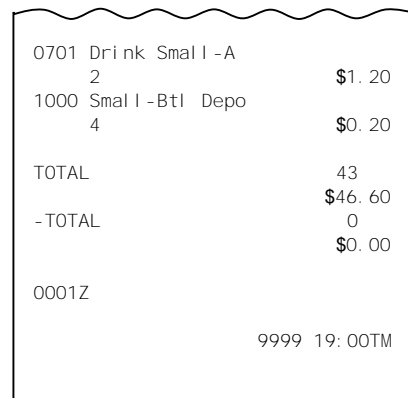 0701 Drink Small-A
2 $1.20
1000 Small-Btl Depo
4 $0.20
TOTAL 43
$46.60
-TOTAL 0
$0.00
0001Z
9999 19:00TM